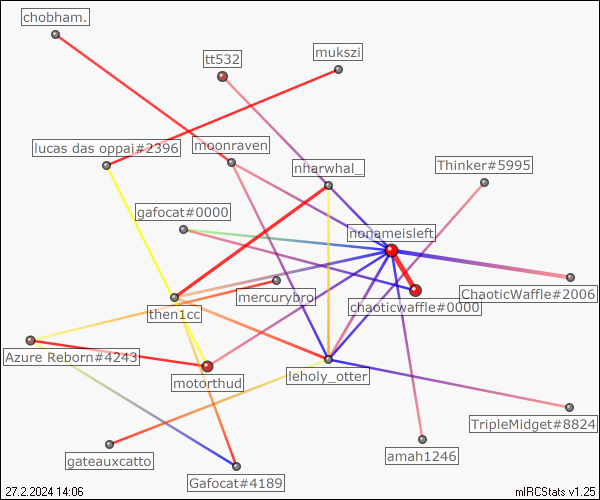 chobham.
tt532
mukszi
lucas das oppai#2396
moonraven
nharwhal_
Thinker#5995
gafocat#0000
nonameisleft
mercurybro
ChaoticWaffle#2006
then1cc
chaoticwaffle#0000
Azure Reborn#4243
motorthud
leholy_otter
TripleMidget#8824
gateauxcatto
amah1246
Gafocat#4189
27.2.2024 14:06
mIRCStats v1.25